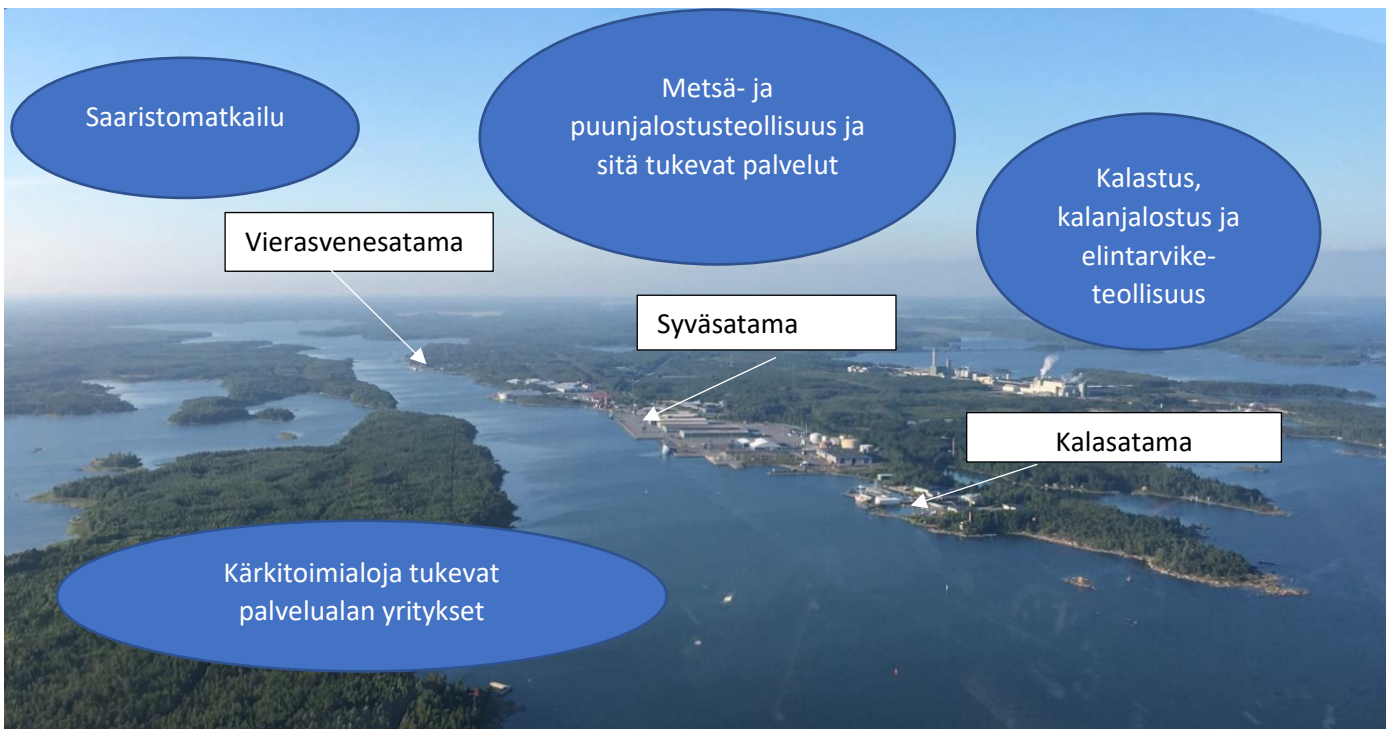 Saaristomatkailu
Metsä- ja
puunjalostusteollisuus ja
sitä tukevat palvelut
Kalastus,
kalanjalostus ja
elintarvike-
teollisuus
Vierasvenesatama
Syväsatama
Kalasatama
Kärkitoimialoja tukevat
palvelualan yritykset